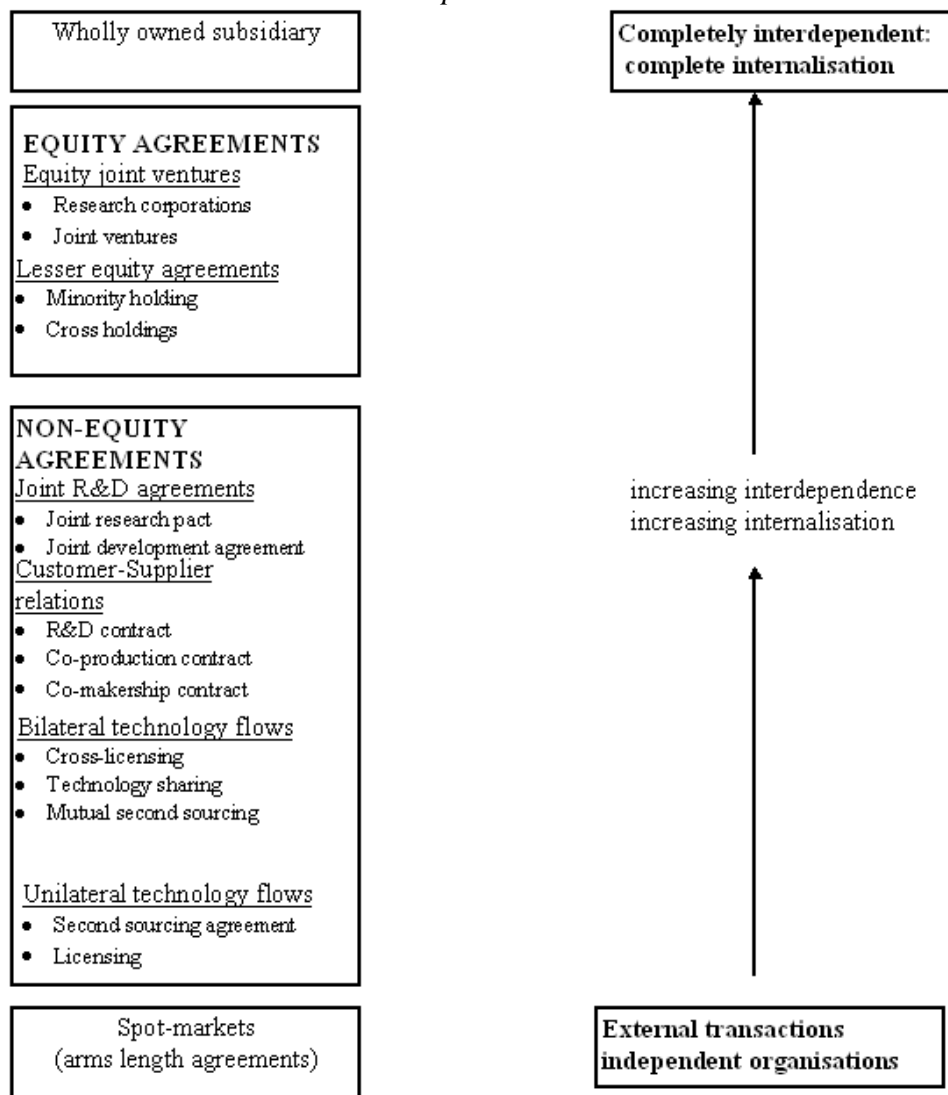 Wholly owned subsidiary
EQUITY AGREEMENTS
Equity joint ventures
• Research corporations
• Joint ventures
Lesser equity agreements
• Minority holding
• Cross holdings
NON-EQUITY
AGREEMENTS
Joint R&D agreements
• Joint research pact
• Joint development agreement
Customer-Supplier
relations
• R&D contract
• Co-production contract
• Co-makership contract
Bilateral technology flows
• Cross-licensing
• Technology sharing
• Mutual second sourcing
Unilateral technology flows
• Second sourcing agreement
• Licensing
Spot-markets
(arms length agreements)
Completely interdependent:
complete internalisation
increasing interdependence
increasing internalisation
External transactions
independent organisations